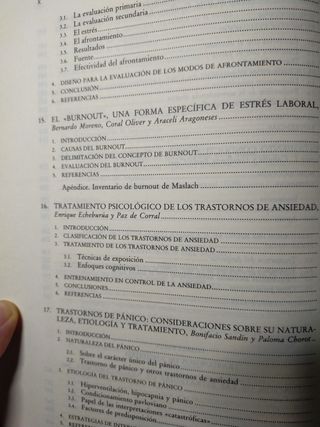 X
3.1. La evaluación primaria
3.2. La evaluación secundaria
3.3. El estrés
3.4. El afrontamiento
3.5. Resultados
3.6. Fuente
3.7. Efectividad del afrontamiento
4. DISEÑO PARA LA EVALUACIÓN DE LOS MODOS DE AFRONTAMIENTO
5. CONCLUSIÓN
6. REFERENCIAS
15. EL «BURNOUT», UNA FORMA ESPECÍFICA DE ESTRÉS LABORAL,
Bernardo Moreno, Coral Oliver y Araceli Aragoneses
1. INTRODUCCIÓN
2. CAUSAS DEL BURNOUT
3. DELIMITACIÓN DEL CONCEPTO DE BURNOUT
4. EVALUACIÓN DEL BURNOUT
5. REFERENCIAS
Apéndice. Inventario de burnout de Maslach
16. TRATAMIENTO PSICOLÓGICO DE LOS TRASTORNOS DE ANSIEDAD,
Enrique Echeburúa y Paz de Corral
1. INTRODUCCIÓN
2. CLASIFICACIÓN DE LOS TRASTORNOS DE ANSIEDAD
3. TRATAMIENTO DE LOS TRASTORNOS DE ANSIEDAD
3.1. Técnicas de exposición
3.2. Enfoques cognitivos
4. ENTRENAMIENTO EN CONTROL DE LA ANSIEDAD
5. CONCLUSIONES
6. REFERENCIAS
17. TRASTORNOS DE PÁNICO: CONSIDERACIONES SOBRE SU NATURA-
LEZA, ETIOLOGÍA Y TRATAMIENTO, Bonifacio Sandín y Paloma Chorot
1. INTRODUCCIÓN
2. NATURALEZA DEL PÁNICO
2.1. Sobre el carácter único del pánico
2.2. Trastorno de pánico y otros trastornos de ansiedad
3. ETIOLOGÍA DEL TRASTORNO DE PÁNICO
3.1. Hiperventilación, hipocapnia y pánico
3.2. Condicionamiento pavloviano
3.3. Papel de las interpretaciones «catastróficas»
3.4. Factores de predisposición
4. ESTRATEGIAS DE